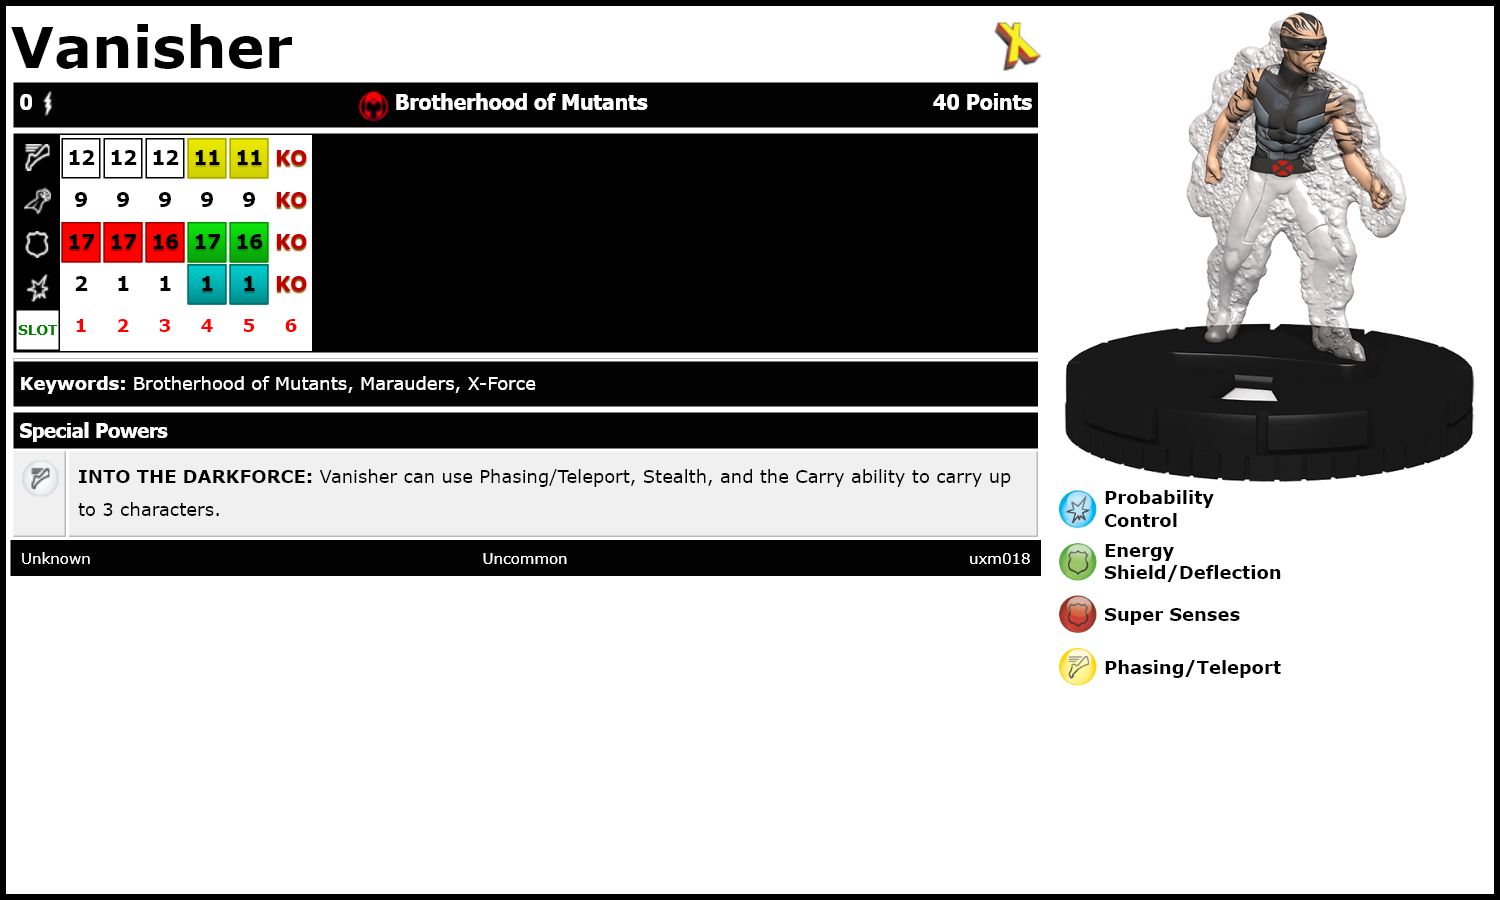 Vanisher
0 Brotherhood of Mutants 40 Points
12 12 12 11 11 KO
9 9 9 9 9 KO
17 17 16 17 16 KO
2 1 1 1 1 KO
SLOT 1 2 3 4 5 6
Keywords: Brotherhood of Mutants, Marauders, X-Force
Special Powers
INTO THE DARKFORCE: Vanisher can use Phasing/Teleport, Stealth, and the Carry ability to carry up
to 3 characters.
Unknown Uncommon uxm018
Probability
Control
Energy
Shield/Deflection
Super Senses
Phasing/Teleport